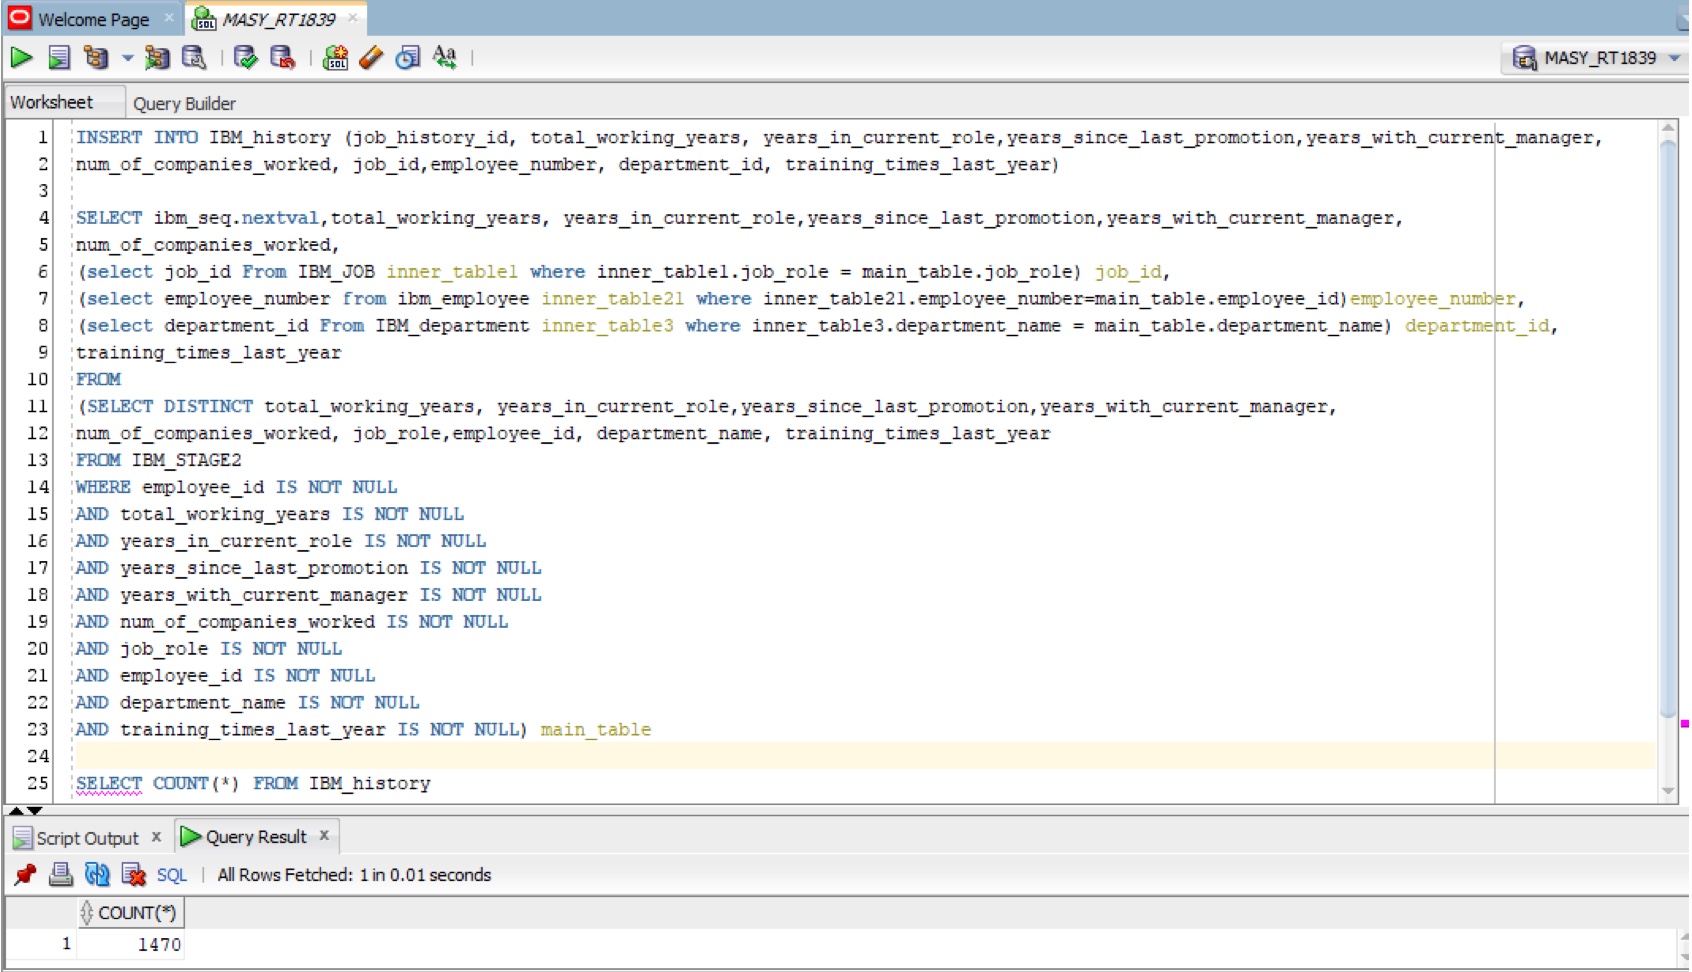 Welcome Page
MASY_RT1839
MASY_RT1839
Worksheet Query Builder
1 INSERT INTO IBM_history (job_history_id, total_working_years, years_in_current_role,years_since_last_promotion,years_with_current_manager,
2 num_of_companies_worked, job_id,employee_number, department_id, training_times_last_year)
3
4 SELECT ibm_seq.nextval,total_working_years, years_in_current_role,years_since_last_promotion,years_with_current_manager,
5 num_of_companies_worked,
6 (select job_id From IBM_JOB inner_table1 where inner_table1.job_role = main_table.job_role) job_id,
7 (select employee_number from ibm_employee inner_table21 where inner_table21.employee_number=main_table.employee_id)employee_number,
8 (select department_id From IBM_department inner_table3 where inner_table3.department_name = main_table.department_name) department_id,
9 training_times_last_year
10 FROM
11 (SELECT DISTINCT total_working_years, years_in_current_role,years_since_last_promotion,years_with_current_manager,
12 num_of_companies_worked, job_role,employee_id, department_name, training_times_last_year
13 FROM IBM_STAGE2
14 WHERE employee_id IS NOT NULL
15 AND total_working_years IS NOT NULL
16 AND years_in_current_role IS NOT NULL
17 AND years_since_last_promotion IS NOT NULL
18 AND years_with_current_manager IS NOT NULL
19 AND num_of_companies_worked IS NOT NULL
20 AND job_role IS NOT NULL
21 AND employee_id IS NOT NULL
22 AND department_name IS NOT NULL
23 AND training_times_last_year IS NOT NULL) main_table
24
25 SELECT COUNT(*) FROM IBM_history
Script Output x Query Result x
SQL | All Rows Fetched: 1 in 0.01 seconds
COUNT(*)
1 1470